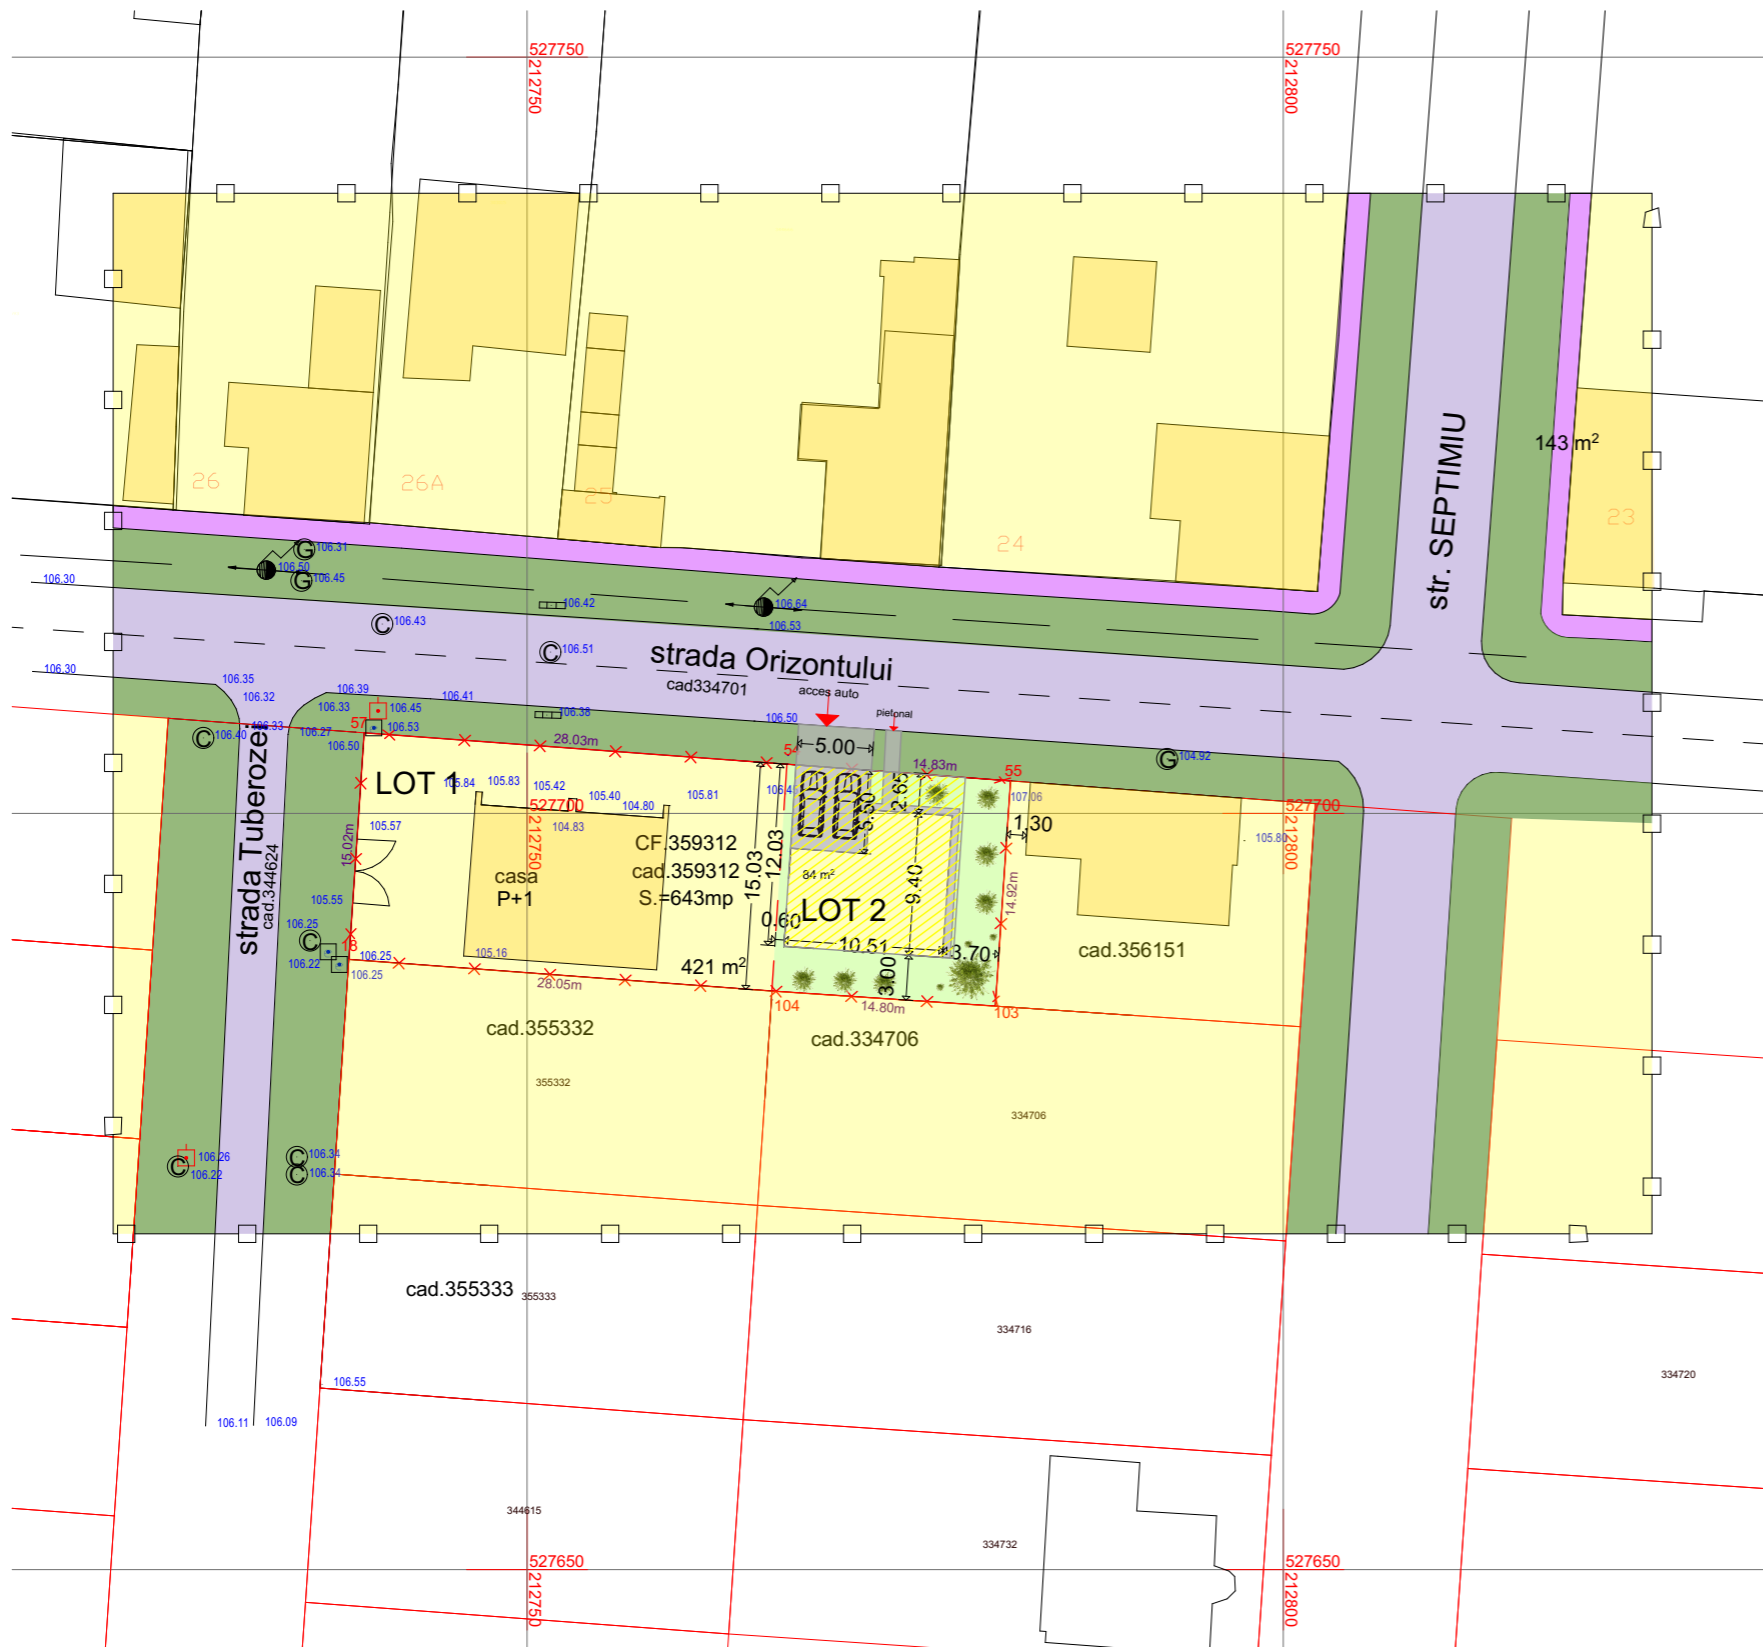 527750
212750
527750
212800
26
26A
25
24
23
143 m²
str. SEPTIMIU
106.31
106.50
106.45
G
G
106.30
106.42
106.64
106.53
C
106.43
C
106.51
strada Orizontului
cad334701
106.30
106.35
106.32
106.39
106.33
106.41
106.45
106.38
acces auto
pietonal
106.50
106.33
106.27
57
106.53
C
106.40
106.50
28.03m
54
5.00
14.83m
55
G
104.92
LOT 1
105.84
105.83
105.42
105.40
104.80
105.81
107.06
527700
212750
104.83
527700
212800
105.57
15.02m
CF.359312
cad.359312
S.=643mp
casa
P+1
15.03
12.03
2.65
1.30
105.80
84 m²
9.40
14.92m
strada Tuberozei
cad.344624
105.55
0.60
LOT 2
10.51
3.70
3.00
cad.356151
C
106.25
18
106.22
106.25
106.25
105.16
421 m²
28.05m
104
14.80m
103
cad.355332
cad.334706
355332
334706
106.26
C
106.22
C
106.34
C
106.34
cad.355333
355333
334716
334720
106.55
106.11
106.09
344615
334732
527650
212750
527650
212800